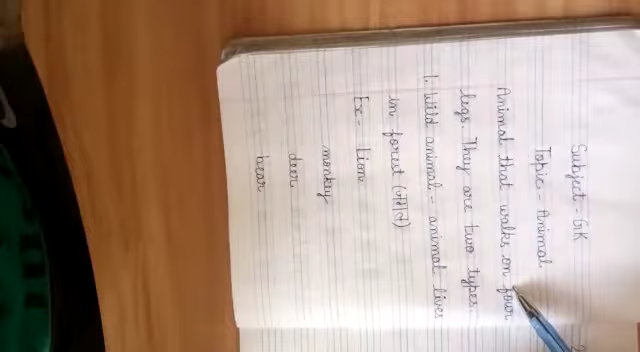 Subject - GK
Topic - Animal
Animal that walks on four
legs. They are two types.
1. Wild animal - animal lives
in forest (जंगल)
Ex - Lion
monkey
deer
bear